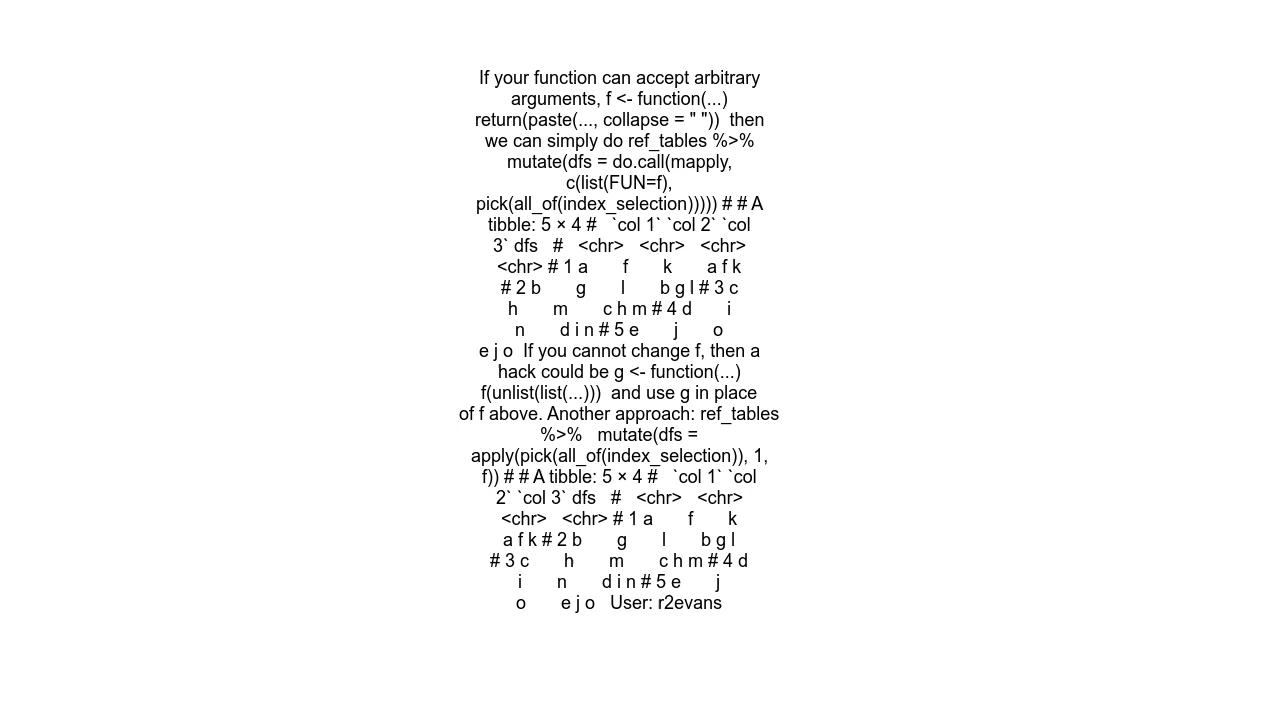 If your function can accept arbitrary
arguments, f <- function(...)
return(paste(..., collapse = " "))  then
we can simply do ref_tables %>%
mutate(dfs = do.call(mapply,
c(list(FUN=f),
pick(all_of(index_selection))))) # # A
tibble: 5 × 4 #   `col 1` `col 2` `col
3` dfs   #   <chr>   <chr>   <chr>
<chr> # 1 a       f       k       a f k
# 2 b       g       l       b g l # 3 c
h       m       c h m # 4 d       i
n       d i n # 5 e       j       o
e j o  If you cannot change f, then a
hack could be g <- function(...)
f(unlist(list(...)))  and use g in place
of f above. Another approach: ref_tables
%>%   mutate(dfs =
apply(pick(all_of(index_selection)), 1,
f)) # # A tibble: 5 × 4 #   `col 1` `col
2` `col 3` dfs   #   <chr>   <chr>
<chr>   <chr> # 1 a       f       k
a f k # 2 b       g       l       b g l
# 3 c       h       m       c h m # 4 d
i       n       d i n # 5 e       j
o       e j o   User: r2evans